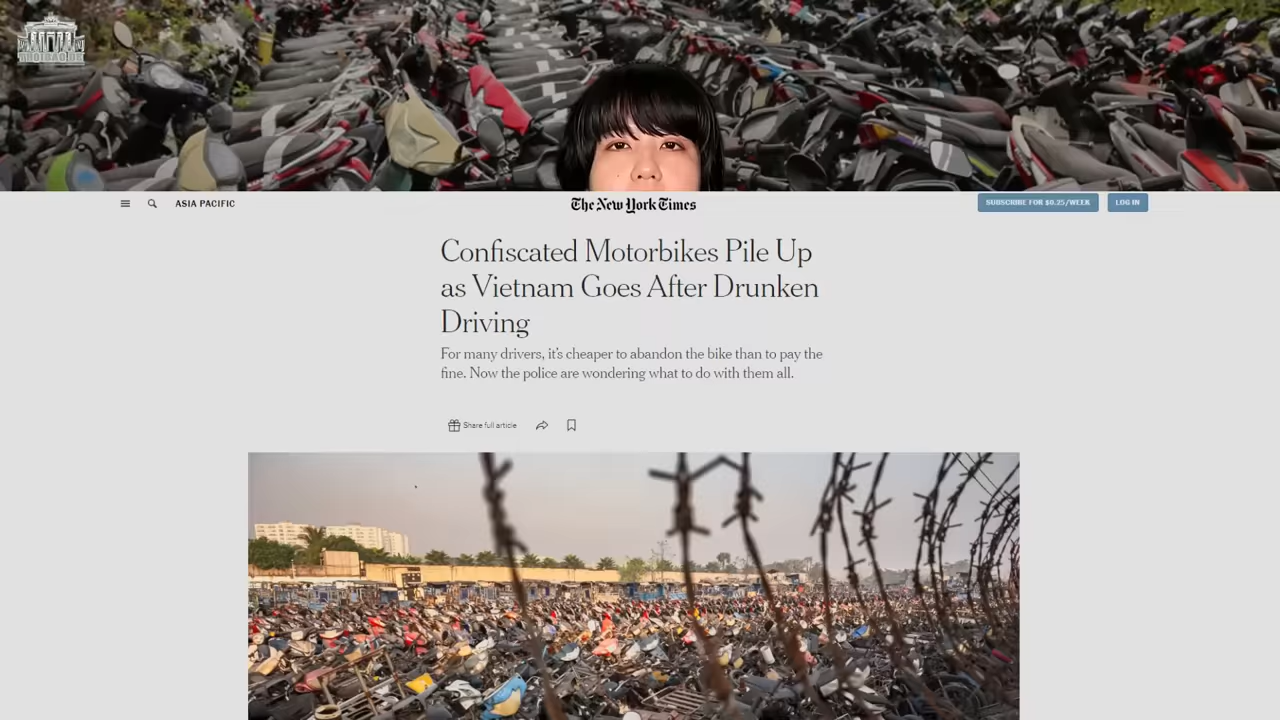 ASIA PACIFIC
The New York Times
SUBSCRIBE FOR $0.25/WEEK
LOG IN
Confiscated Motorbikes Pile Up
as Vietnam Goes After Drunken
Driving
For many drivers, it's cheaper to abandon the bike than to pay the
fine. Now the police are wondering what to do with them all.
Share full article